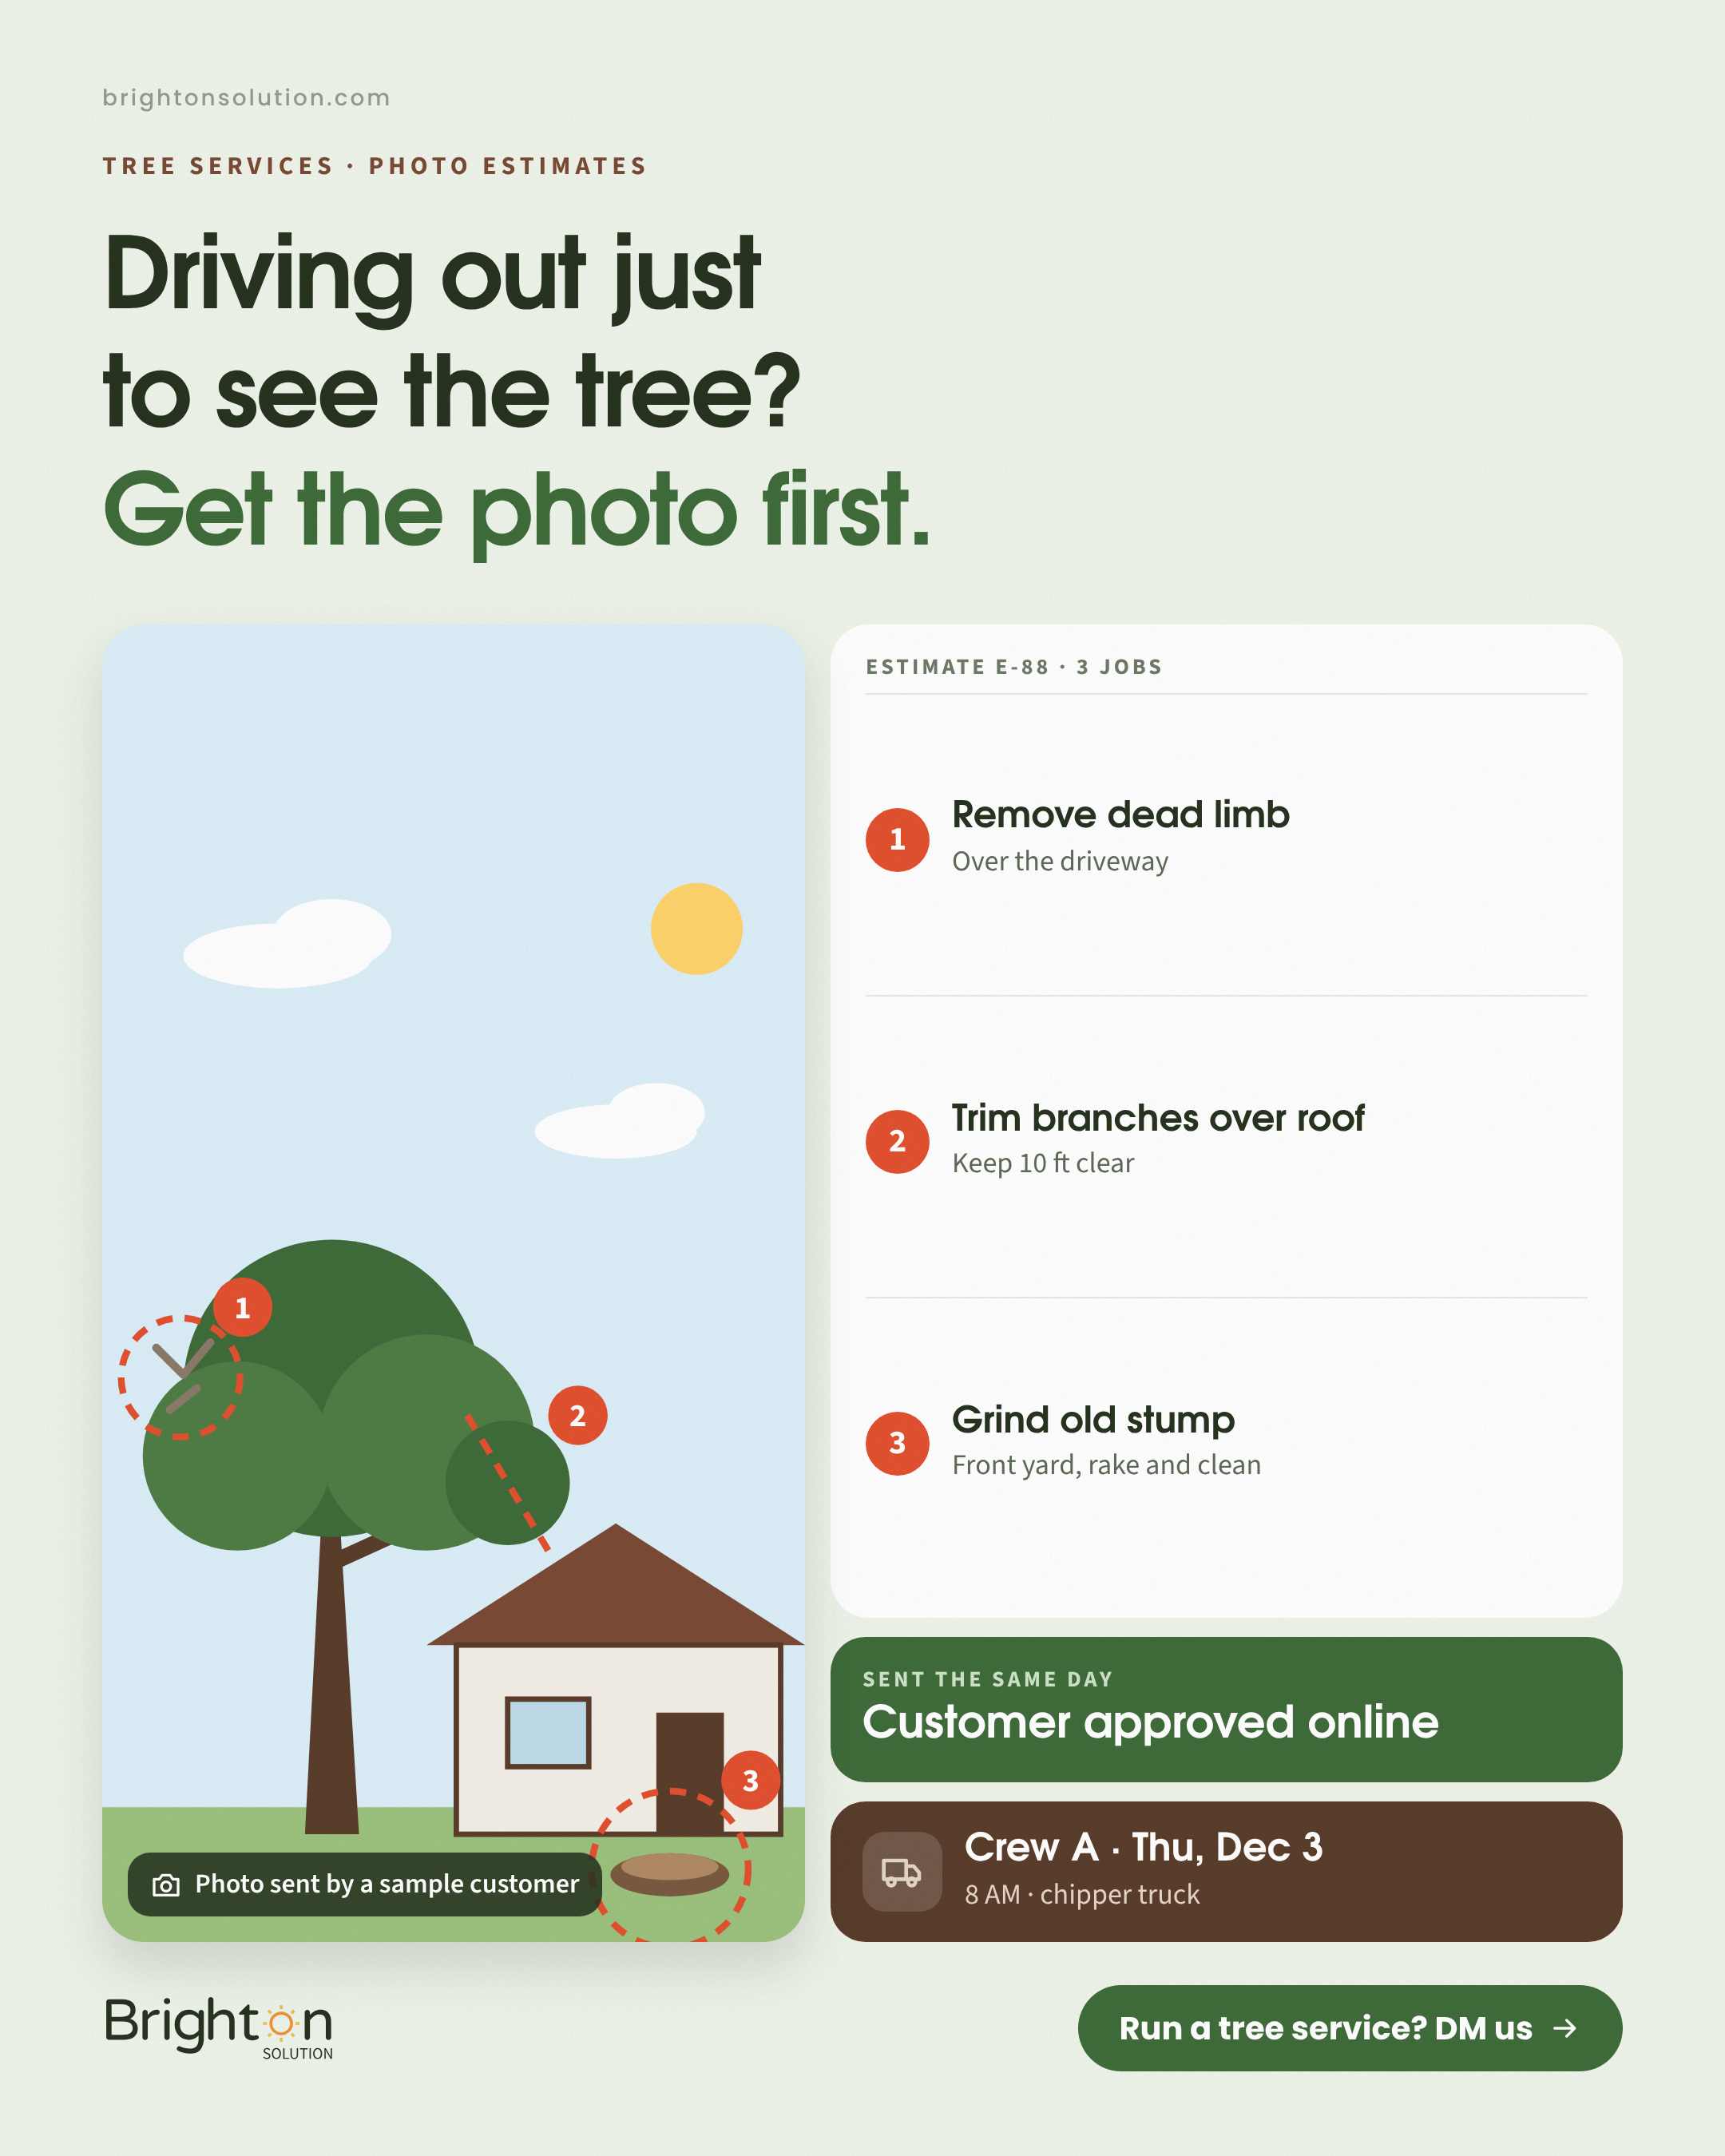 brightonsolution.com
TREE SERVICES · PHOTO ESTIMATES
Driving out just
to see the tree?
Get the photo first.
1
2
3
Photo sent by a sample customer
ESTIMATE E-88 · 3 JOBS
1
Remove dead limb
Over the driveway
2
Trim branches over roof
Keep 10 ft clear
3
Grind old stump
Front yard, rake and clean
SENT THE SAME DAY
Customer approved online
Crew A · Thu, Dec 3
8 AM · chipper truck
Brighton
SOLUTION
Run a tree service? DM us →